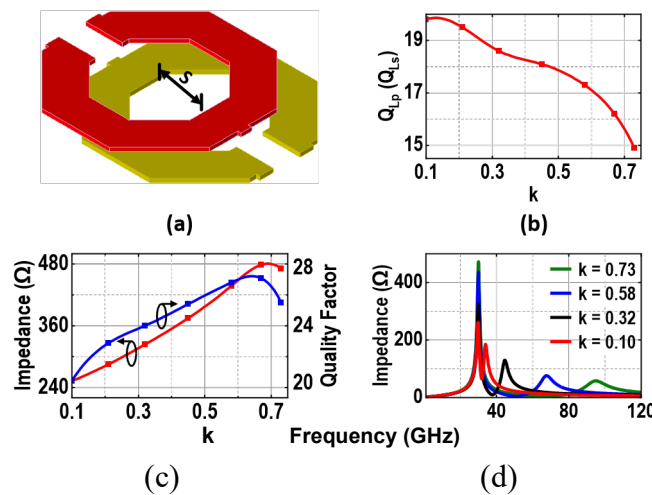 S
(a)
Q_Lp (Q_Ls)
19
17
15
0.1 0.3 0.5 0.7
k
(b)
Impedance (Ω)
480
360
240
28
24
20
Quality Factor
0.1 0.3 0.5 0.7
k
(c)
Impedance (Ω)
400
200
0
k = 0.73
k = 0.58
k = 0.32
k = 0.10
40 80 120
Frequency (GHz)
(d)